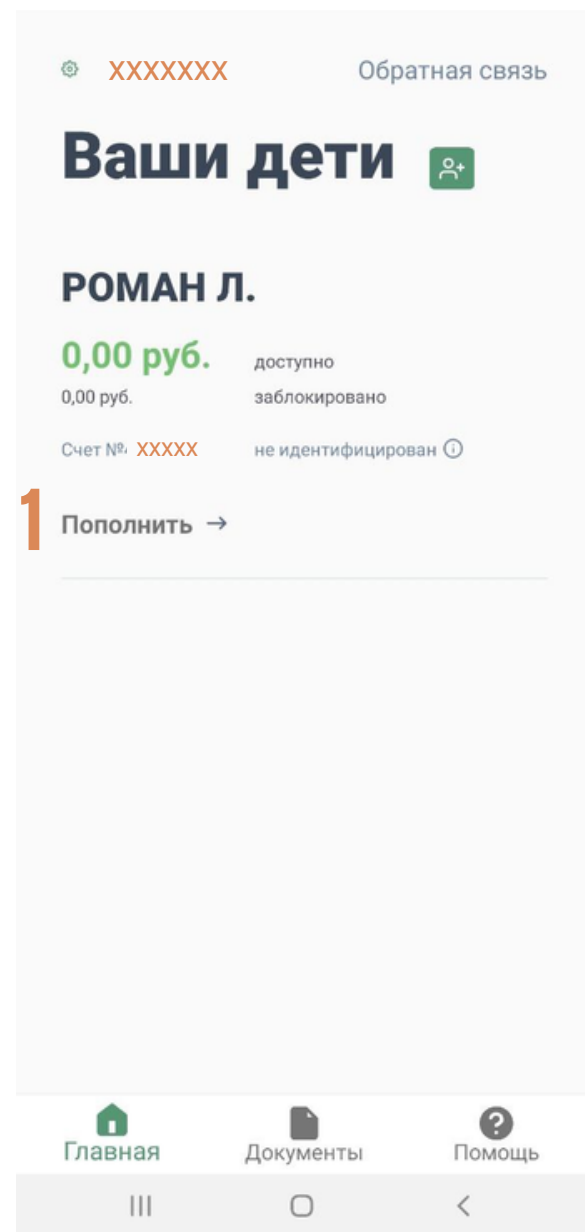 XXXXXXX Обратная связь
Ваши дети
РОМАН Л.
0,00 руб. доступно
0,00 руб. заблокировано
Счет № XXXXX не идентифицирован
1 Пополнить →
Главная Документы Помощь